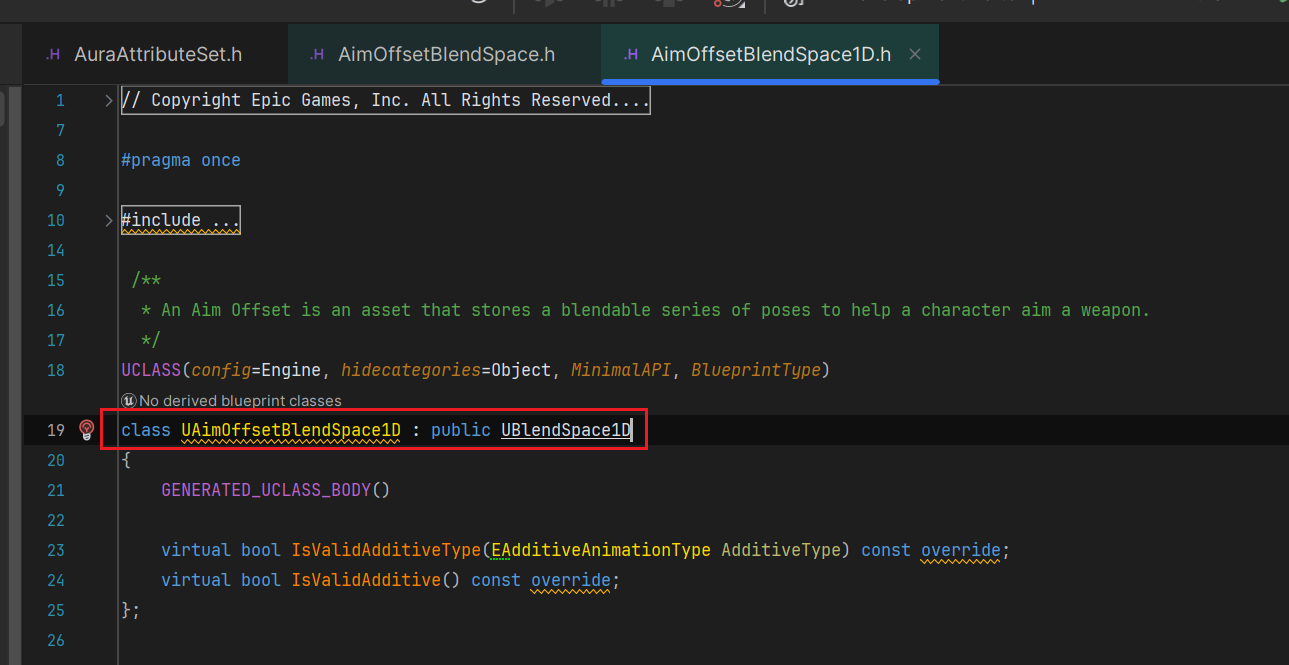 .H AuraAttributeSet.h .H AimOffsetBlendSpace.h .H AimOffsetBlendSpace1D.h ×
1 // Copyright Epic Games, Inc. All Rights Reserved....
7
8 #pragma once
9
10 #include ...
14
15 /**
16 * An Aim Offset is an asset that stores a blendable series of poses to help a character aim a weapon.
17 */
18 UCLASS(config=Engine, hidecategories=Object, MinimalAPI, BlueprintType)
No derived blueprint classes
19 class UAimOffsetBlendSpace1D : public UBlendSpace1D
20 {
21 GENERATED_UCLASS_BODY()
22
23 virtual bool IsValidAdditiveType(EAdditiveAnimationType AdditiveType) const override;
24 virtual bool IsValidAdditive() const override;
25 };
26